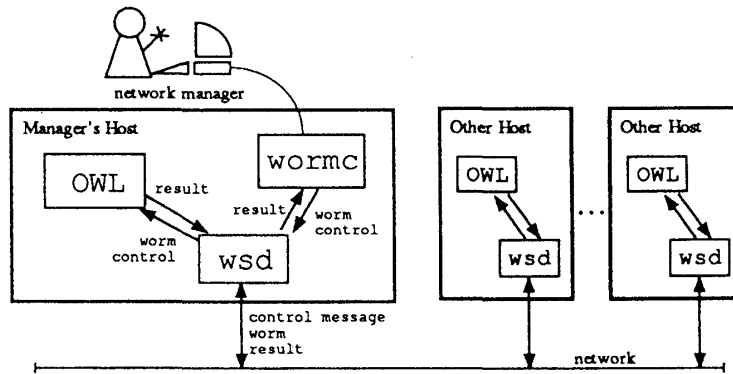 network manager
Manager's Host
OWL
result
worm
control
wormc
result
worm
control
wsd
control message
worm
result
Other Host
OWL
wsd
...
Other Host
OWL
wsd
network